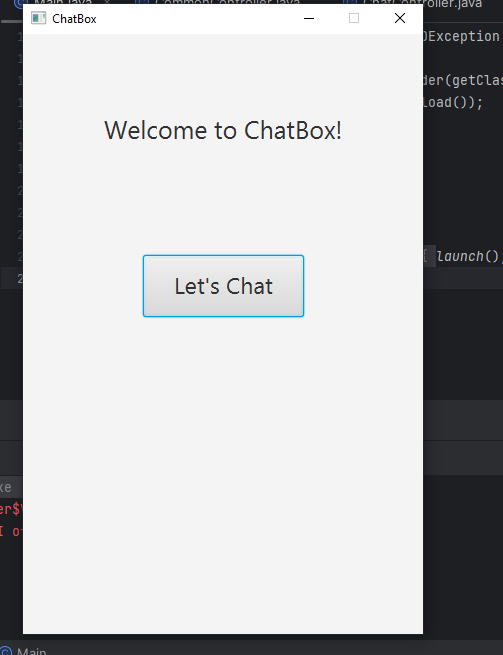 Main.java
CommonController.java
ChatController.java
ChatBox
Exception
der(getClas
load());
Welcome to ChatBox!
{ launch();
Let's Chat
xe
er$
I o
Main